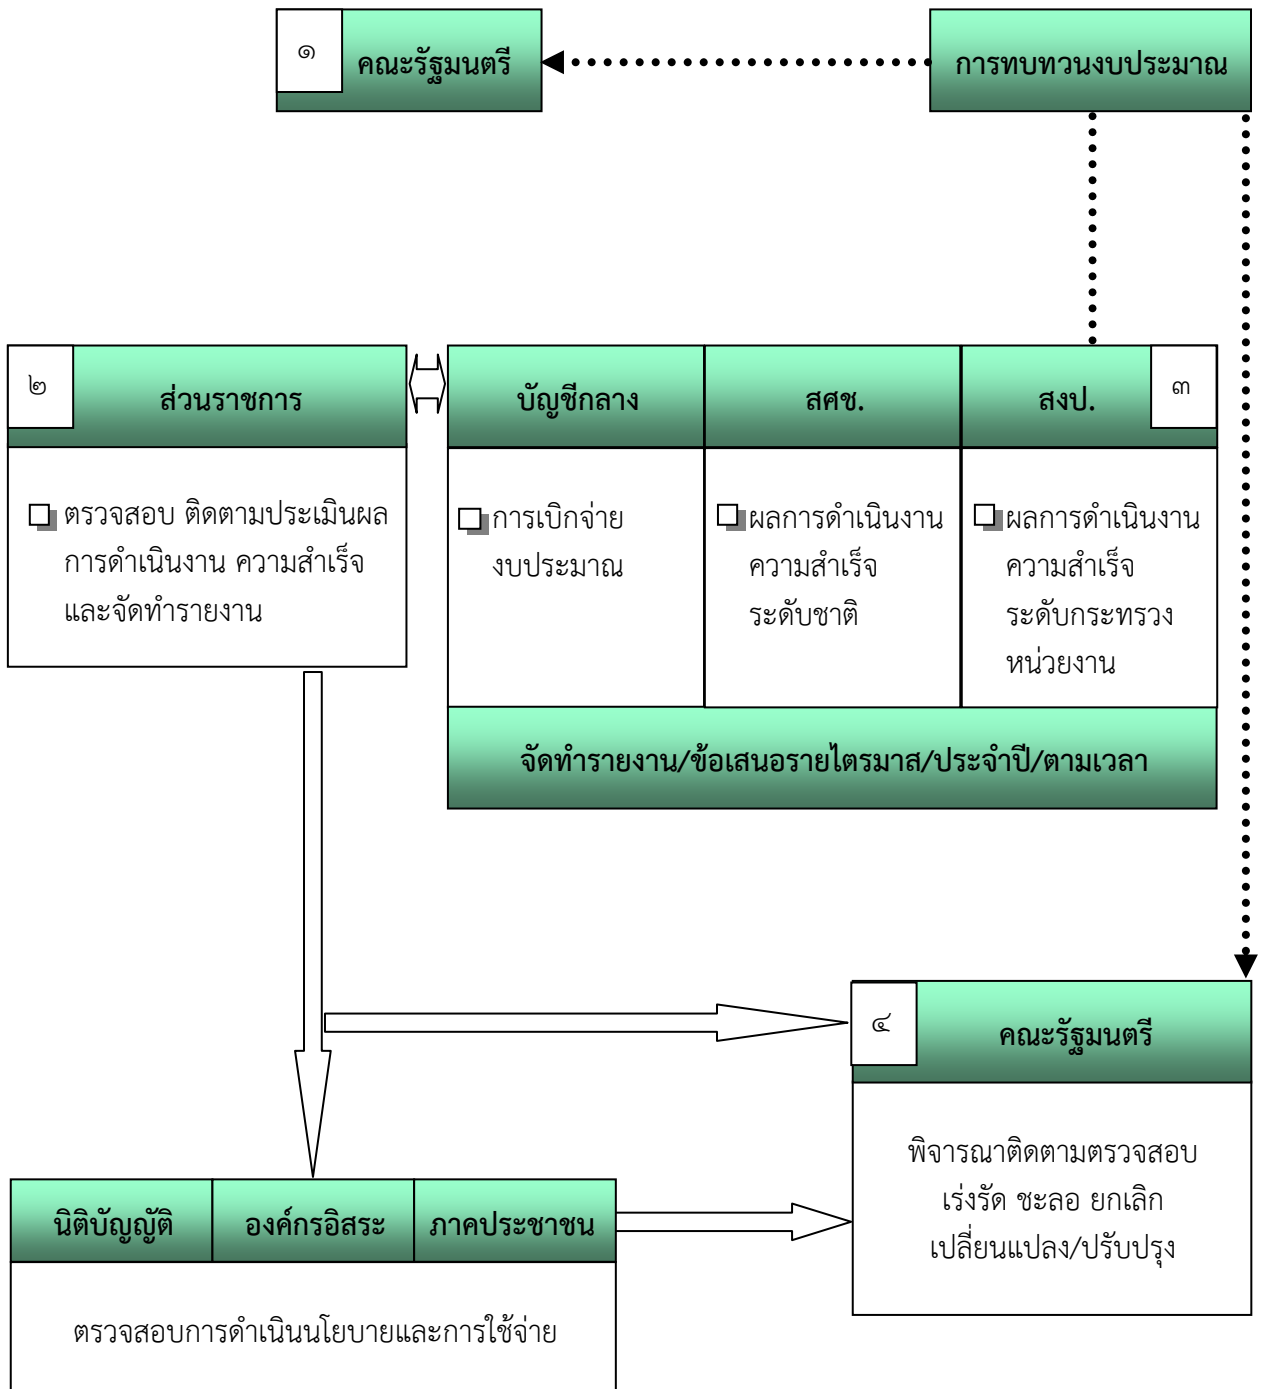 ๑
คณะรัฐมนตรี
การทบทวนงบประมาณ
๒
ส่วนราชการ
ตรวจสอบ ติดตามประเมินผล
การดำเนินงาน ความสำเร็จ
และจัดทำรายงาน
บัญชีกลาง
การเบิกจ่าย
งบประมาณ
สศช.
ผลการดำเนินงาน
ความสำเร็จ
ระดับชาติ
สงป.
๓
ผลการดำเนินงาน
ความสำเร็จ
ระดับกระทรวง
หน่วยงาน
จัดทำรายงาน/ข้อเสนอรายไตรมาส/ประจำปี/ตามเวลา
๔
คณะรัฐมนตรี
พิจารณาติดตามตรวจสอบ
เร่งรัด ชะลอ ยกเลิก
เปลี่ยนแปลง/ปรับปรุง
นิติบัญญัติ
องค์กรอิสระ
ภาคประชาชน
ตรวจสอบการดำเนินนโยบายและการใช้จ่าย